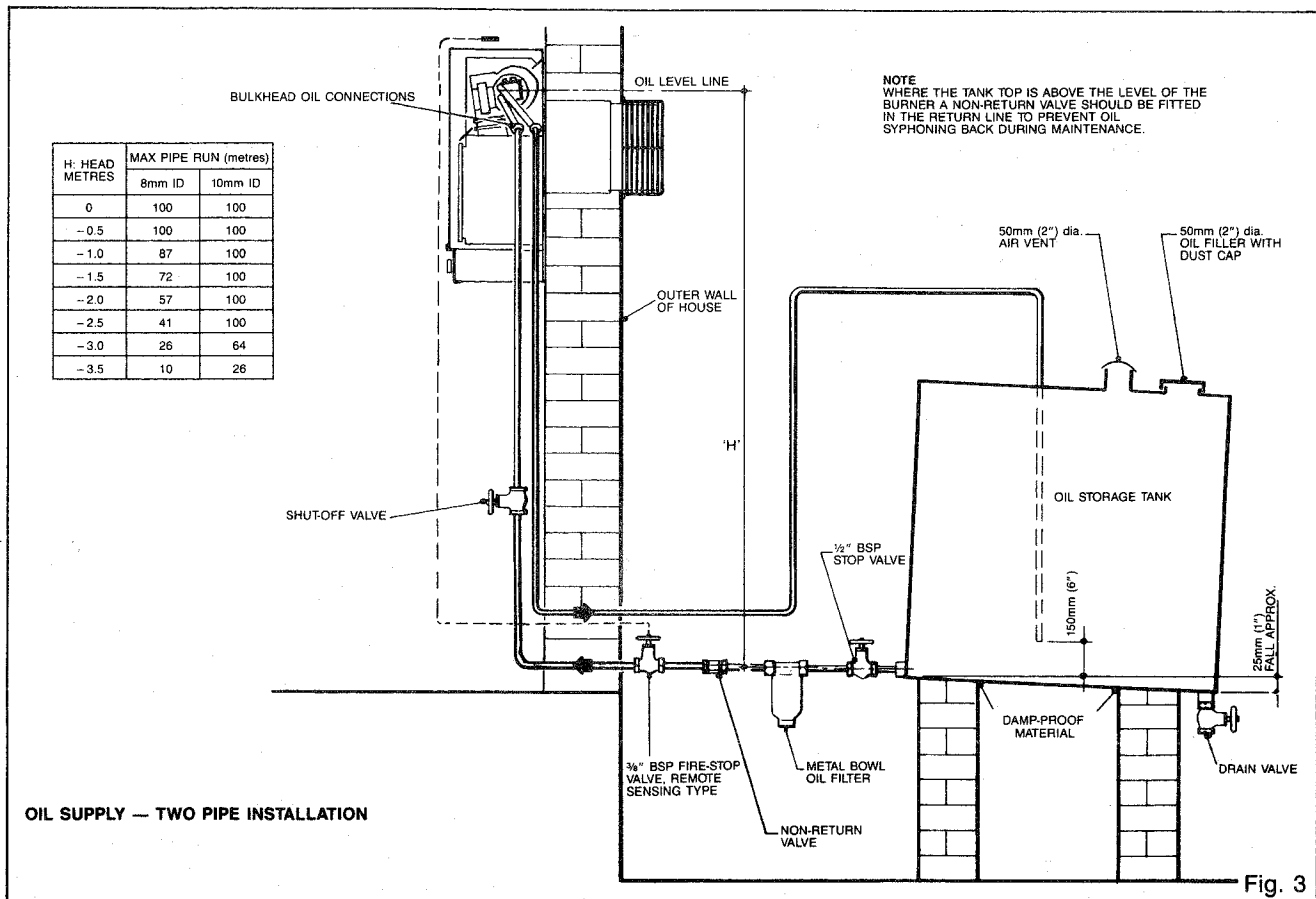 BULKHEAD OIL CONNECTIONS
OIL LEVEL LINE
NOTE
WHERE THE TANK TOP IS ABOVE THE LEVEL OF THE
BURNER A NON-RETURN VALVE SHOULD BE FITTED
IN THE RETURN LINE TO PREVENT OIL
SYPHONING BACK DURING MAINTENANCE.
H: HEAD METRES MAX PIPE RUN (metres)
8mm ID 10mm ID
0 100 100
-0.5 100 100
-1.0 87 100
-1.5 72 100
-2.0 57 100
-2.5 41 100
-3.0 26 64
-3.5 10 26
50mm (2") dia.
AIR VENT
50mm (2") dia.
OIL FILLER WITH
DUST CAP
OUTER WALL
OF HOUSE
'H'
OIL STORAGE TANK
SHUT-OFF VALVE
½" BSP
STOP VALVE
150mm (6")
25mm (1")
FALL APPROX.
DAMP-PROOF
MATERIAL
⅜" BSP FIRE-STOP
VALVE, REMOTE
SENSING TYPE
METAL BOWL
OIL FILTER
DRAIN VALVE
NON-RETURN
VALVE
OIL SUPPLY — TWO PIPE INSTALLATION
Fig. 3